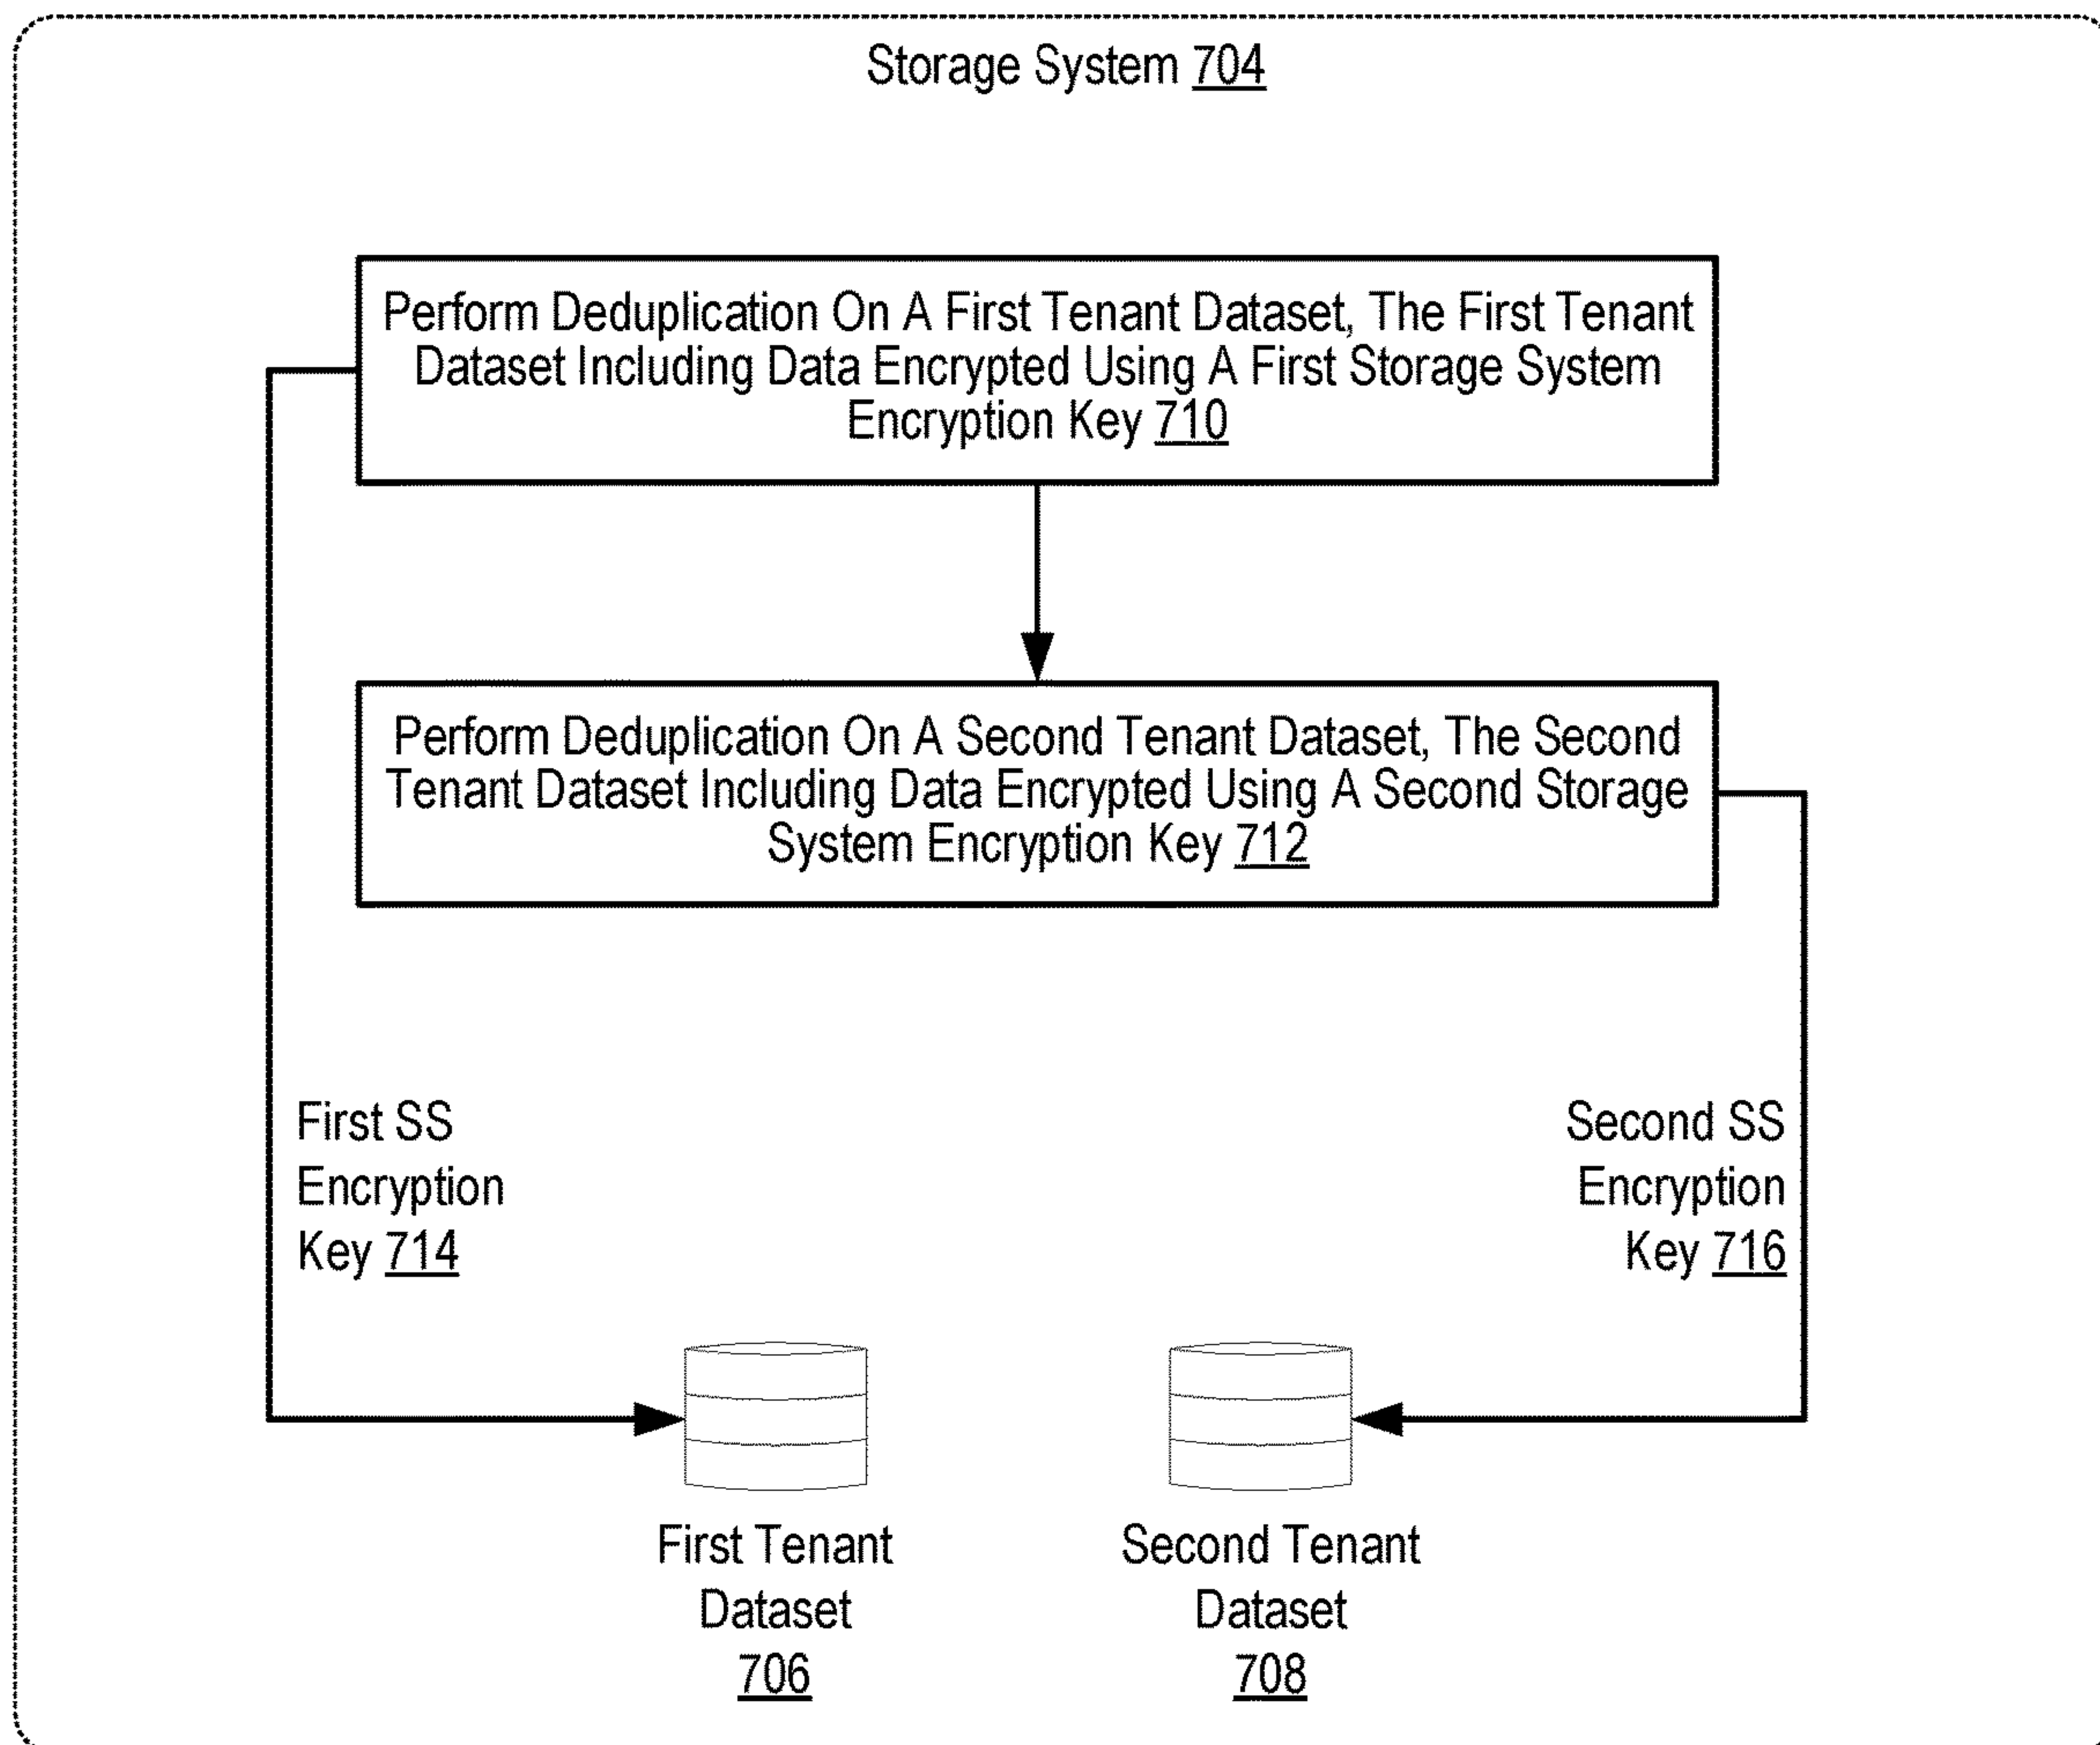 Storage System 704
Perform Deduplication On A First Tenant Dataset, The First Tenant
Dataset Including Data Encrypted Using A First Storage System
Encryption Key 710
Perform Deduplication On A Second Tenant Dataset, The Second
Tenant Dataset Including Data Encrypted Using A Second Storage
System Encryption Key 712
First SS
Encryption
Key 714
Second SS
Encryption
Key 716
First Tenant
Dataset
706
Second Tenant
Dataset
708